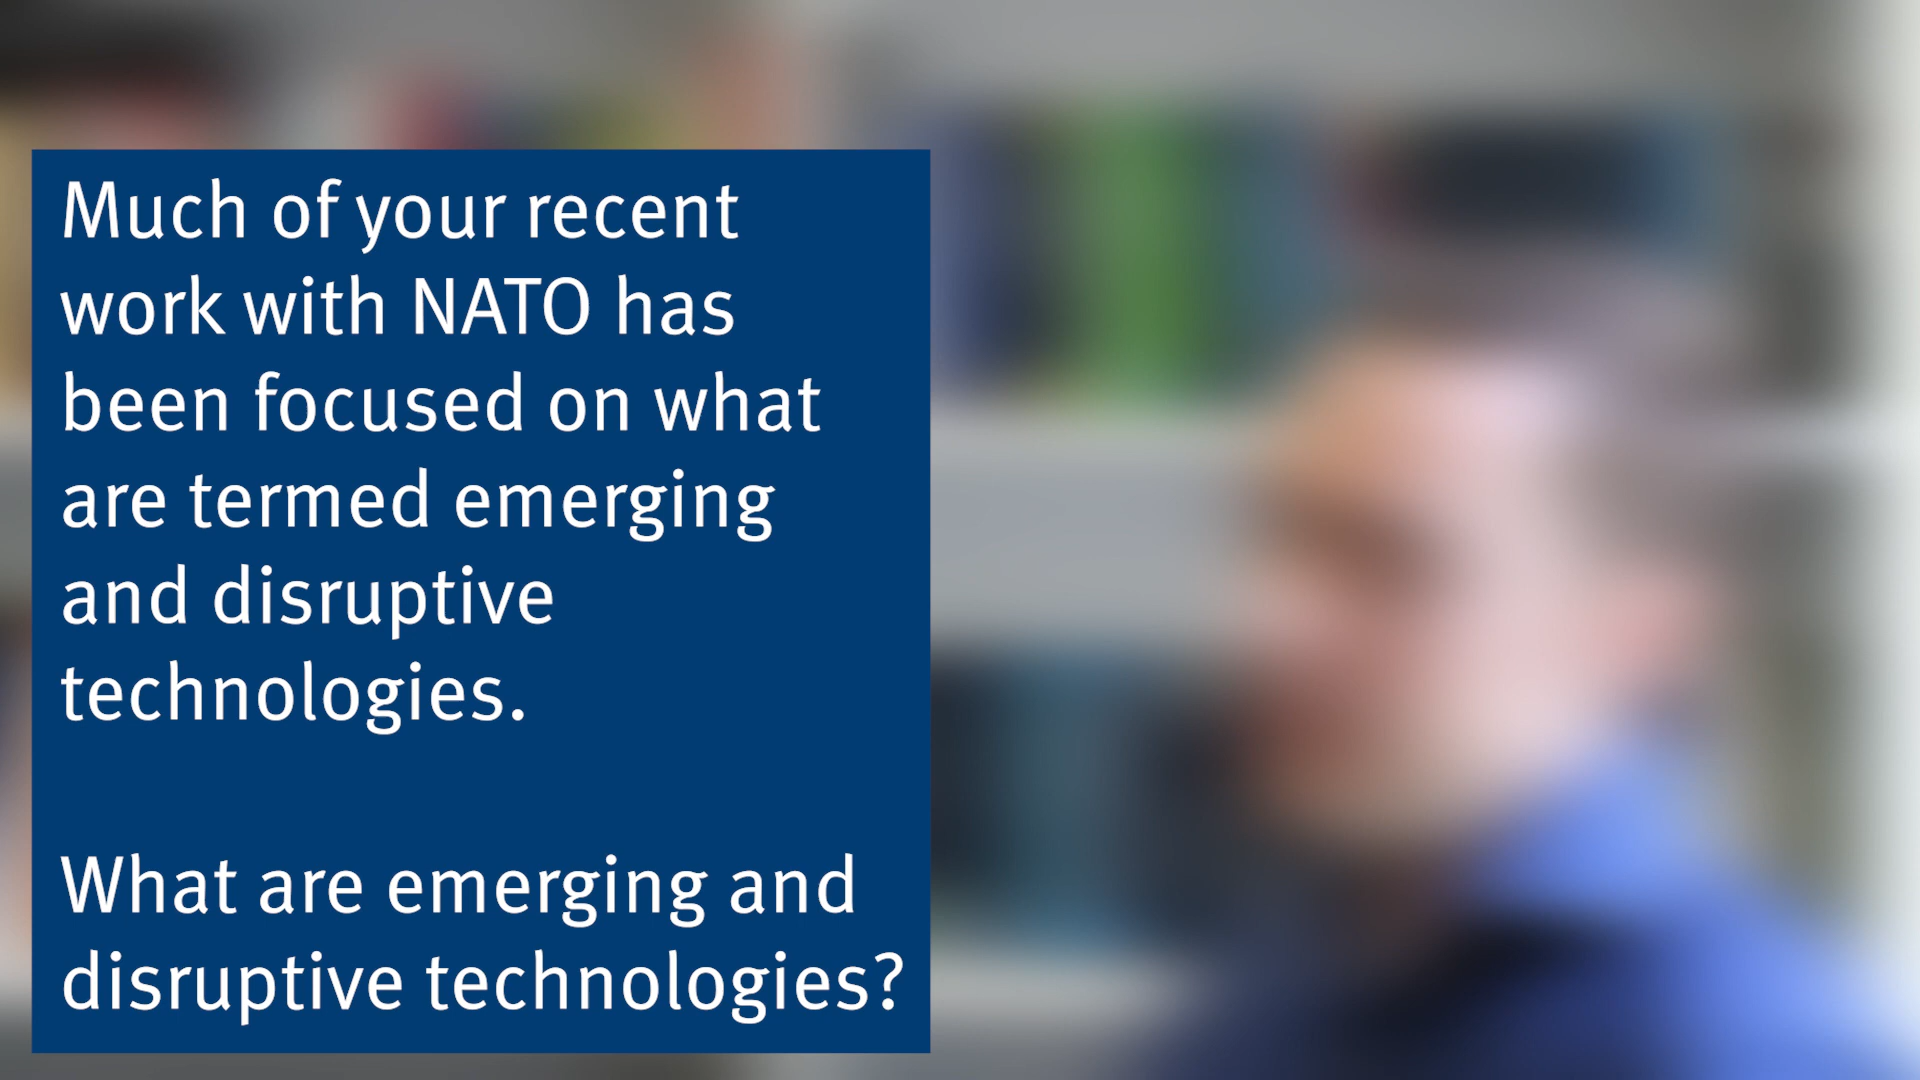 Much of your recent
work with NATO has
been focused on what
are termed emerging
and disruptive
technologies.
What are emerging and
disruptive technologies?